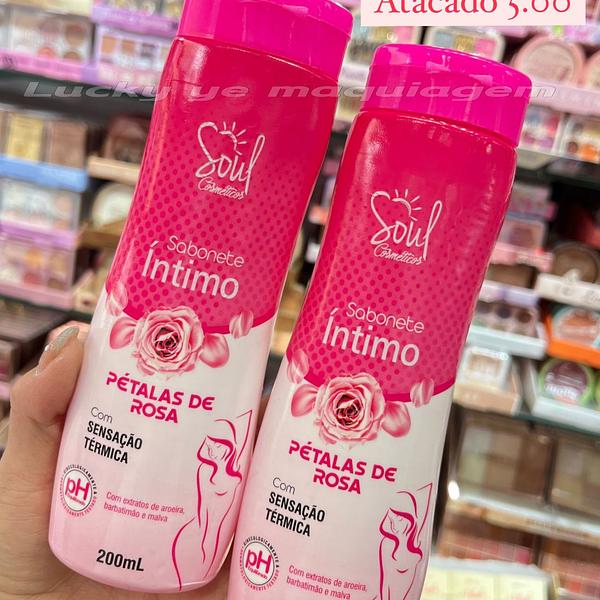 Atacado 5.00
Lucky ye maquiagem
Soul
Cosméticos
Sabonete
Íntimo
PÉTALAS DE
ROSA
Com
SENSAÇÃO
TÉRMICA
pH
Com extratos de aroeira,
barbatimão e malva
200mL
Soul
Cosméticos
Sabonete
Íntimo
PÉTALAS DE
ROSA
Com
SENSAÇÃO
TÉRMICA
pH
Com extratos de aroeira,
barbatimão e malva